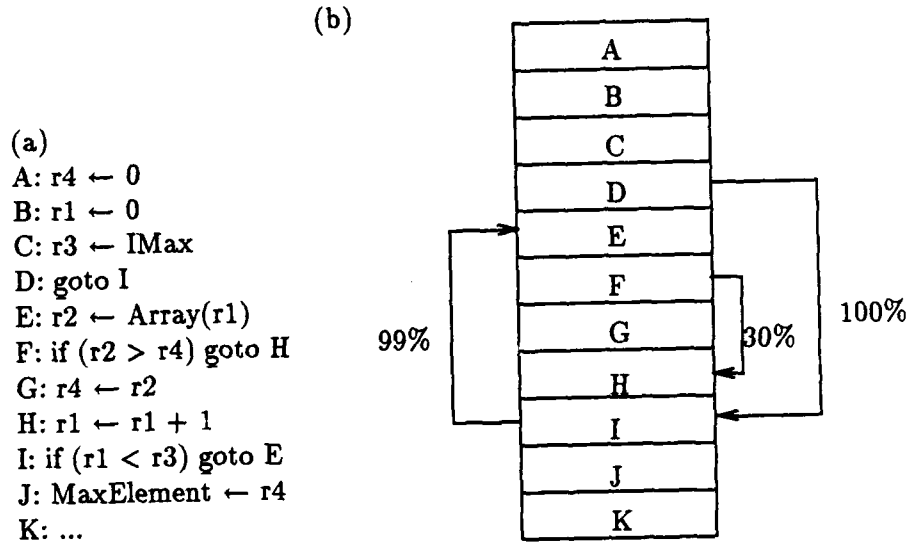 (b)
(a)
A: r4 ← 0
B: r1 ← 0
C: r3 ← IMax
D: goto I
E: r2 ← Array(r1)
F: if (r2 > r4) goto H
G: r4 ← r2
H: r1 ← r1 + 1
I: if (r1 < r3) goto E
J: MaxElement ← r4
K: ...
A
B
C
D
E
F
G
H
I
J
K
99%
30%
100%